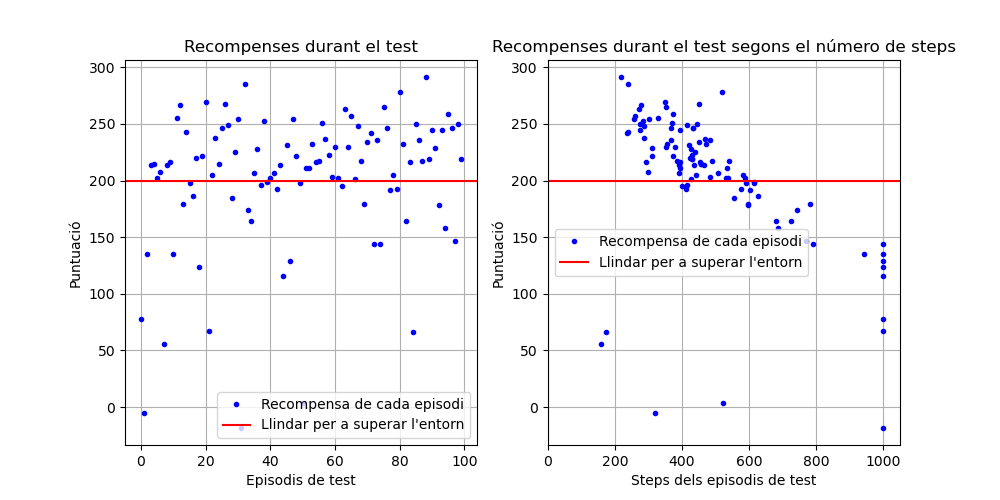 Recompenses durant el test
Puntuació
300
250
200
150
100
50
0
0
20
40
60
80
100
Episodis de test
Recompensa de cada episodi
Llindar per a superar l'entorn
Recompenses durant el test segons el número de steps
Puntuació
300
250
200
150
100
50
0
0
200
400
600
800
1000
Steps dels episodis de test
Recompensa de cada episodi
Llindar per a superar l'entorn